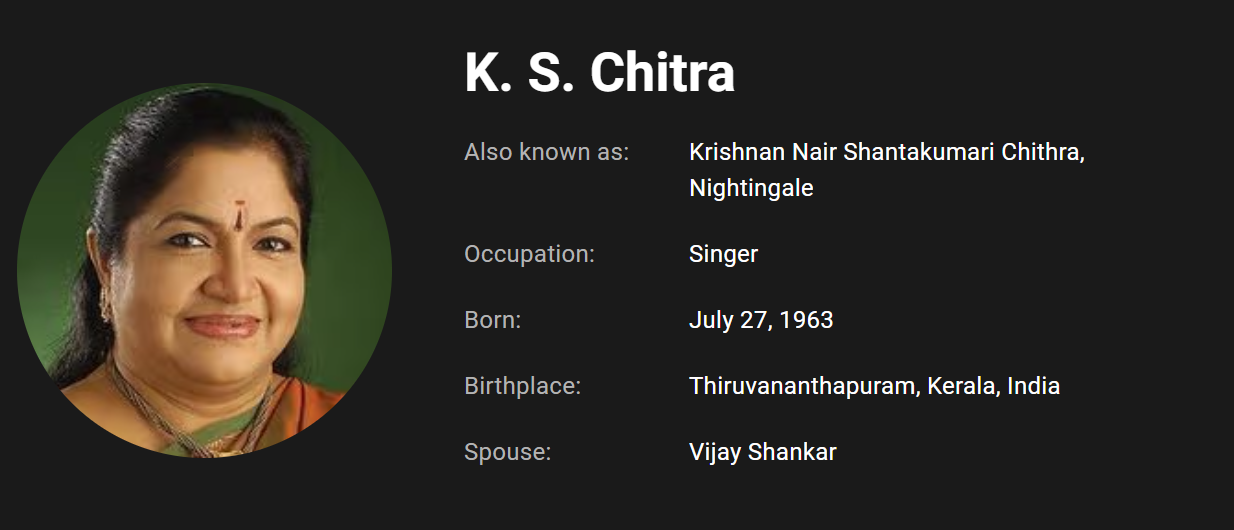 K. S. Chitra
Also known as: Krishnan Nair Shantakumari Chithra,
Nightingale
Occupation: Singer
Born: July 27, 1963
Birthplace: Thiruvananthapuram, Kerala, India
Spouse: Vijay Shankar